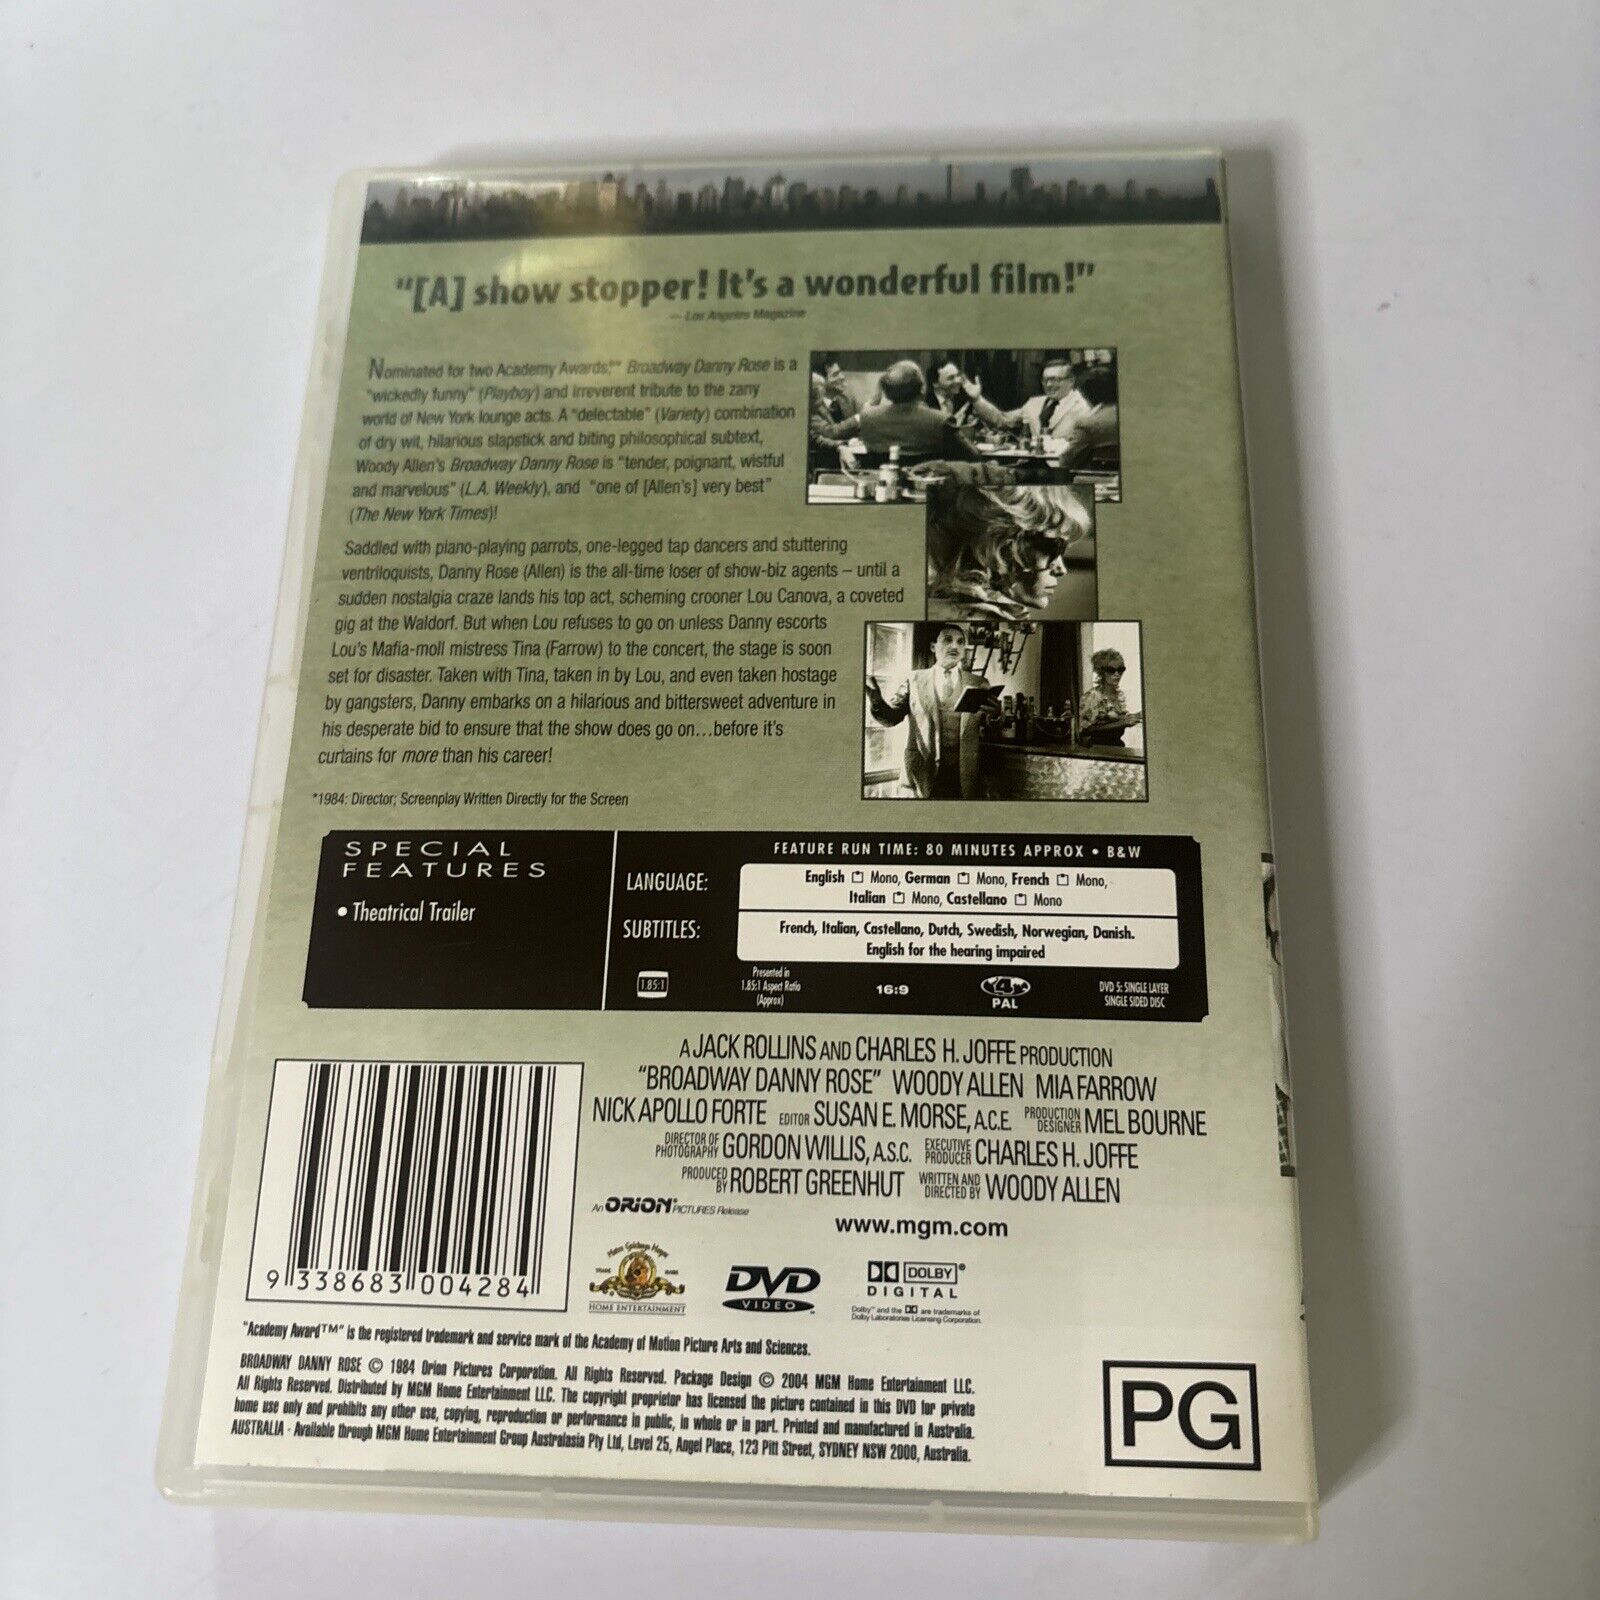 "[A] show stopper! It's a wonderful film!"
— Los Angeles Magazine
Nominated for two Academy Awards,®* Broadway Danny Rose is a
"wickedly funny" (Playboy) and irreverent tribute to the zany
world of New York lounge acts. A "delectable" (Variety) combination
of dry wit, hilarious slapstick and biting philosophical subtext,
Woody Allen's Broadway Danny Rose is "tender, poignant, wistful
and marvelous" (L.A. Weekly), and "one of [Allen's] very best"
(The New York Times)!
Saddled with piano-playing parrots, one-legged tap dancers and stuttering
ventriloquists, Danny Rose (Allen) is the all-time loser of show-biz agents – until a
sudden nostalgia craze lands his top act, scheming crooner Lou Canova, a coveted
gig at the Waldorf. But when Lou refuses to go on unless Danny escorts
Lou's Mafia-moll mistress Tina (Farrow) to the concert, the stage is soon
set for disaster. Taken with Tina, taken in by Lou, and even taken hostage
by gangsters, Danny embarks on a hilarious and bittersweet adventure in
his desperate bid to ensure that the show does go on...before it's
curtains for more than his career!
*1984: Director; Screenplay Written Directly for the Screen
SPECIAL
FEATURES
• Theatrical Trailer
FEATURE RUN TIME: 80 MINUTES APPROX • B&W
LANGUAGE:
English Mono, German Mono, French Mono,
Italian Mono, Castellano Mono
SUBTITLES:
French, Italian, Castellano, Dutch, Swedish, Norwegian, Danish.
English for the hearing impaired
1.85:1
Presented in
1.85:1 Aspect Ratio
(Approx)
16:9
4
PAL
DVD 5: SINGLE LAYER
SINGLE SIDED DISC
A JACK ROLLINS AND CHARLES H. JOFFE PRODUCTION
"BROADWAY DANNY ROSE" WOODY ALLEN MIA FARROW
NICK APOLLO FORTE EDITOR SUSAN E. MORSE, A.C.E. PRODUCTION DESIGNER MEL BOURNE
DIRECTOR OF PHOTOGRAPHY GORDON WILLIS, A.S.C. EXECUTIVE PRODUCER CHARLES H. JOFFE
PRODUCED BY ROBERT GREENHUT WRITTEN AND DIRECTED BY WOODY ALLEN
An ORION PICTURES Release
www.mgm.com
9 338683 004284
Metro Goldwyn Mayer
TRADE MARK
HOME ENTERTAINMENT
DVD
VIDEO
DOLBY
DIGITAL
Dolby™ and the DD are trademarks of
Dolby Laboratories Licensing Corporation.
"Academy Award™" is the registered trademark and service mark of the Academy of Motion Picture Arts and Sciences.
BROADWAY DANNY ROSE © 1984 Orion Pictures Corporation. All Rights Reserved. Package Design © 2004 MGM Home Entertainment LLC.
All Rights Reserved. Distributed by MGM Home Entertainment LLC. The copyright proprietor has licensed the picture contained in this DVD for private
home use only and prohibits any other use, copying, reproduction or performance in public, in whole or in part. Printed and manufactured in Australia.
AUSTRALIA - Available through MGM Home Entertainment Group Australasia Pty Ltd, Level 25, Angel Place, 123 Pitt Street, SYDNEY NSW 2000, Australia.
PG